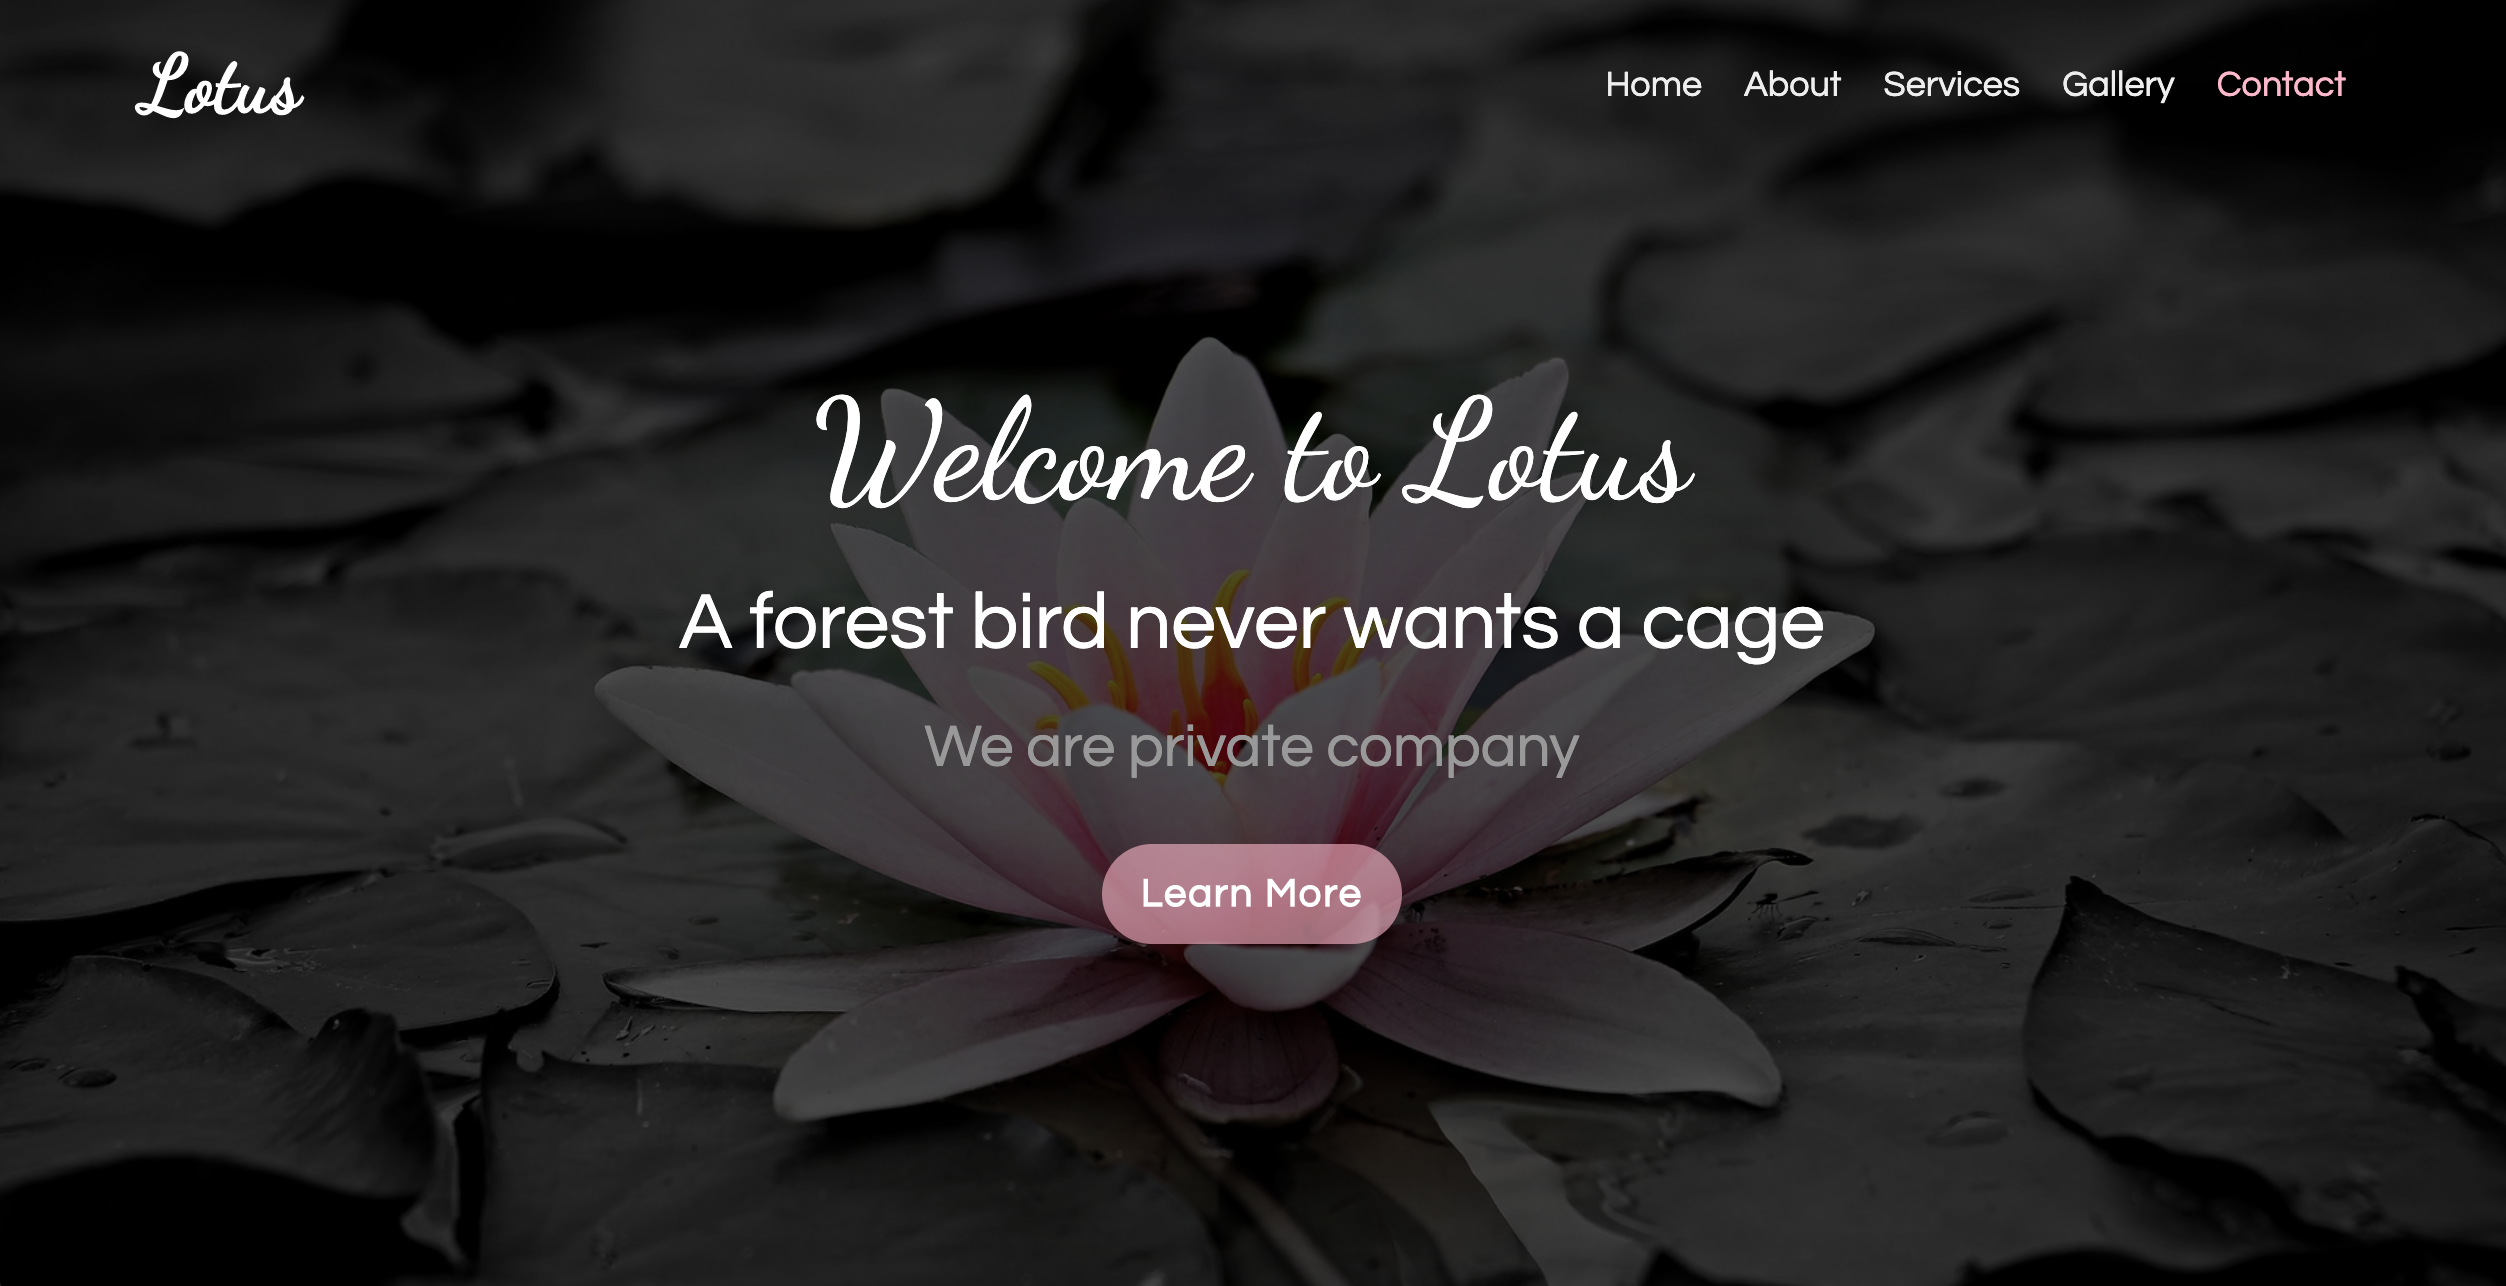 Lotus
Home About Services Gallery Contact
Welcome to Lotus
A forest bird never wants a cage
We are private company
Learn More